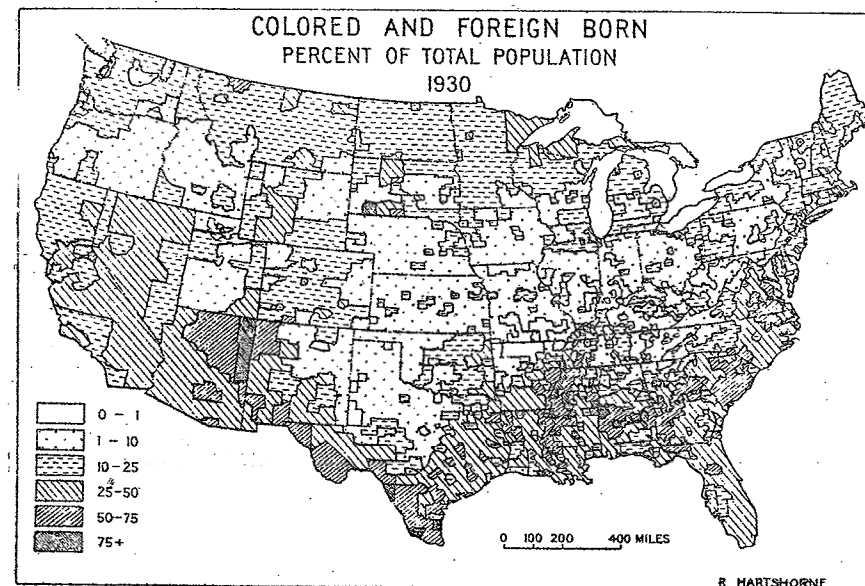 COLORED AND FOREIGN BORN
PERCENT OF TOTAL POPULATION
1930
0 - 1
1 - 10
10-25
25-50
50-75
75+
0 100 200 400 MILES
R. HARTSHORNE